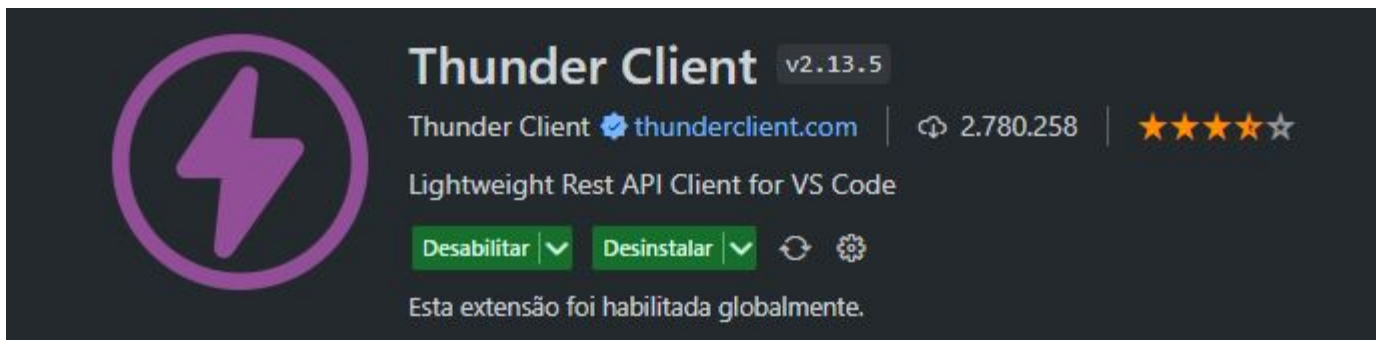 Thunder Client v2.13.5
Thunder Client thunderclient.com 2.780.258
Lightweight Rest API Client for VS Code
Desabilitar Desinstalar
Esta extensão foi habilitada globalmente.